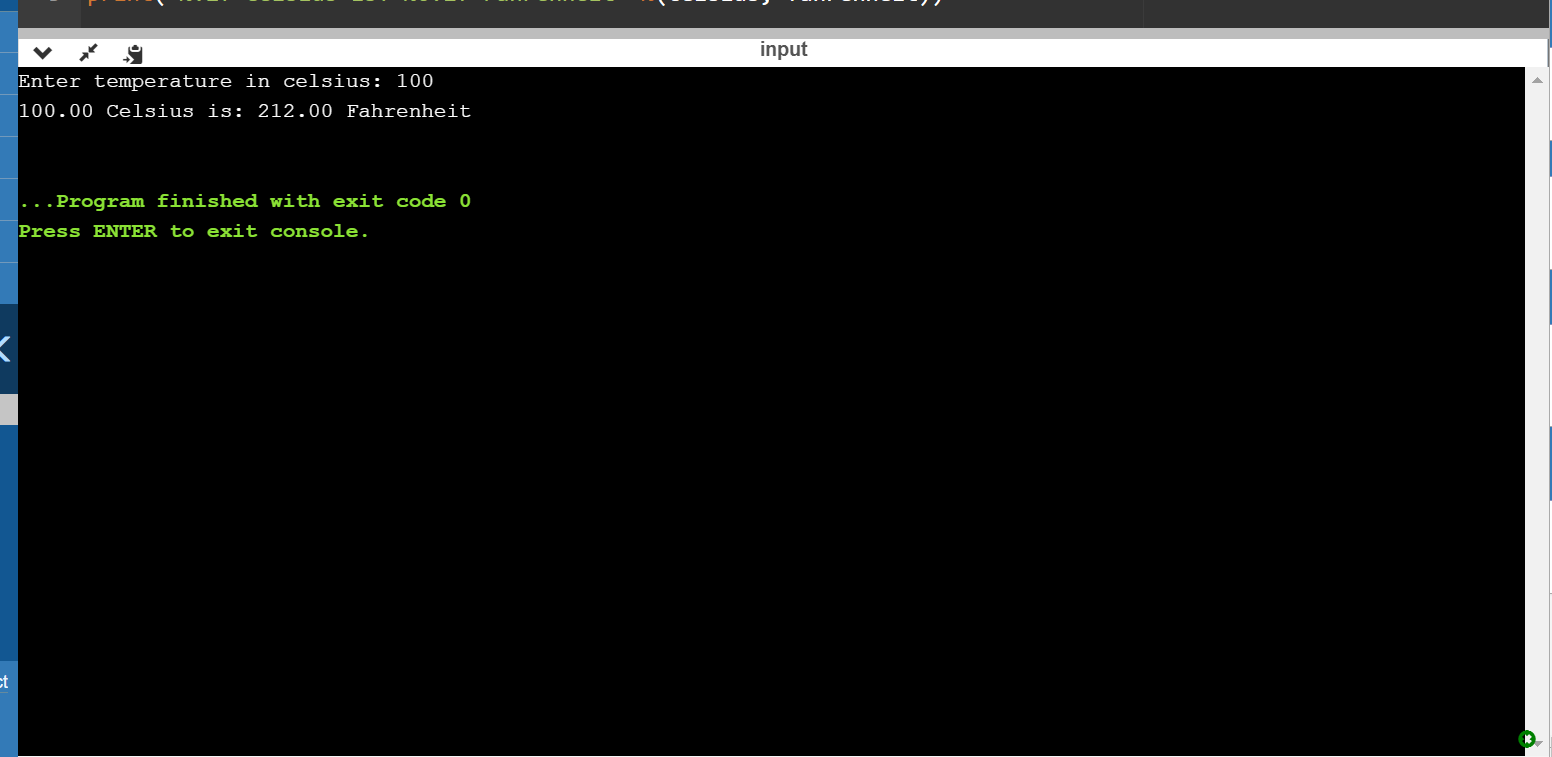 input
Enter temperature in celsius: 100
100.00 Celsius is: 212.00 Fahrenheit
...Program finished with exit code 0
Press ENTER to exit console.
ct